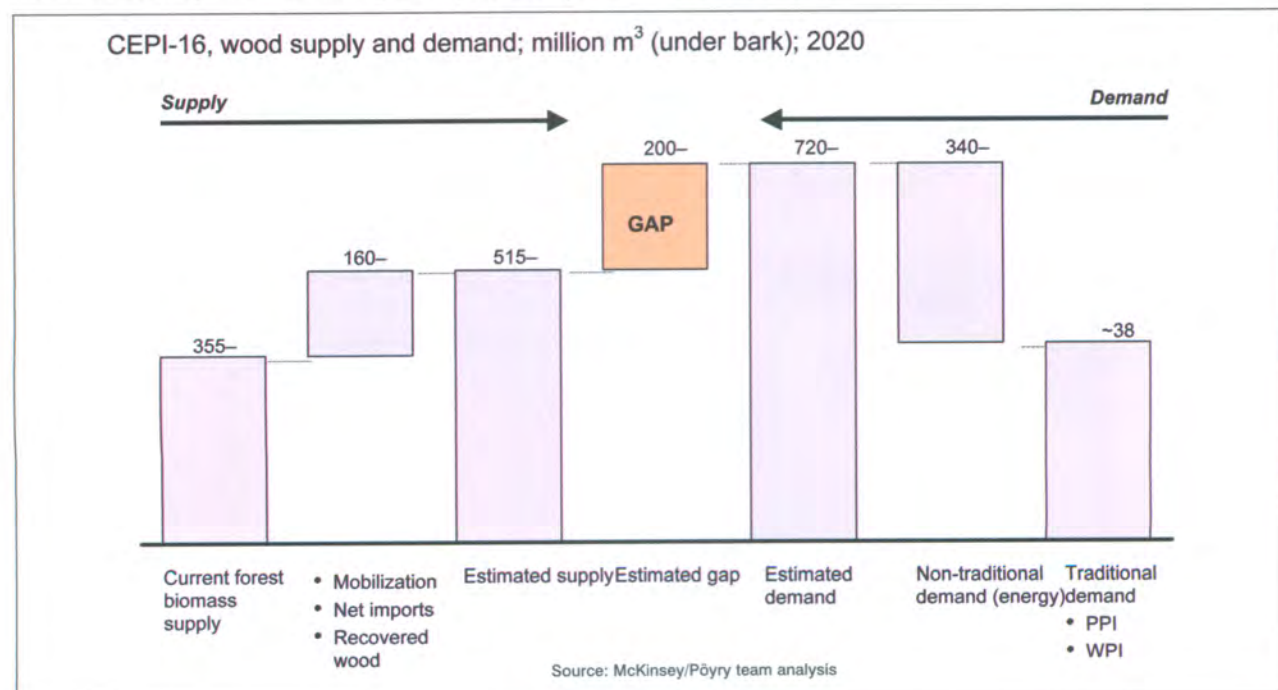 CEPI-16, wood supply and demand; million m³ (under bark); 2020
Supply
Demand
200–
720–
340–
GAP
160–
515–
355–
~38
Current forest
biomass
supply
• Mobilization
• Net imports
• Recovered
wood
Estimated supply
Estimated gap
Estimated
demand
Non-traditional
demand (energy)
Traditional
demand
• PPI
• WPI
Source: McKinsey/Pöyry team analysis